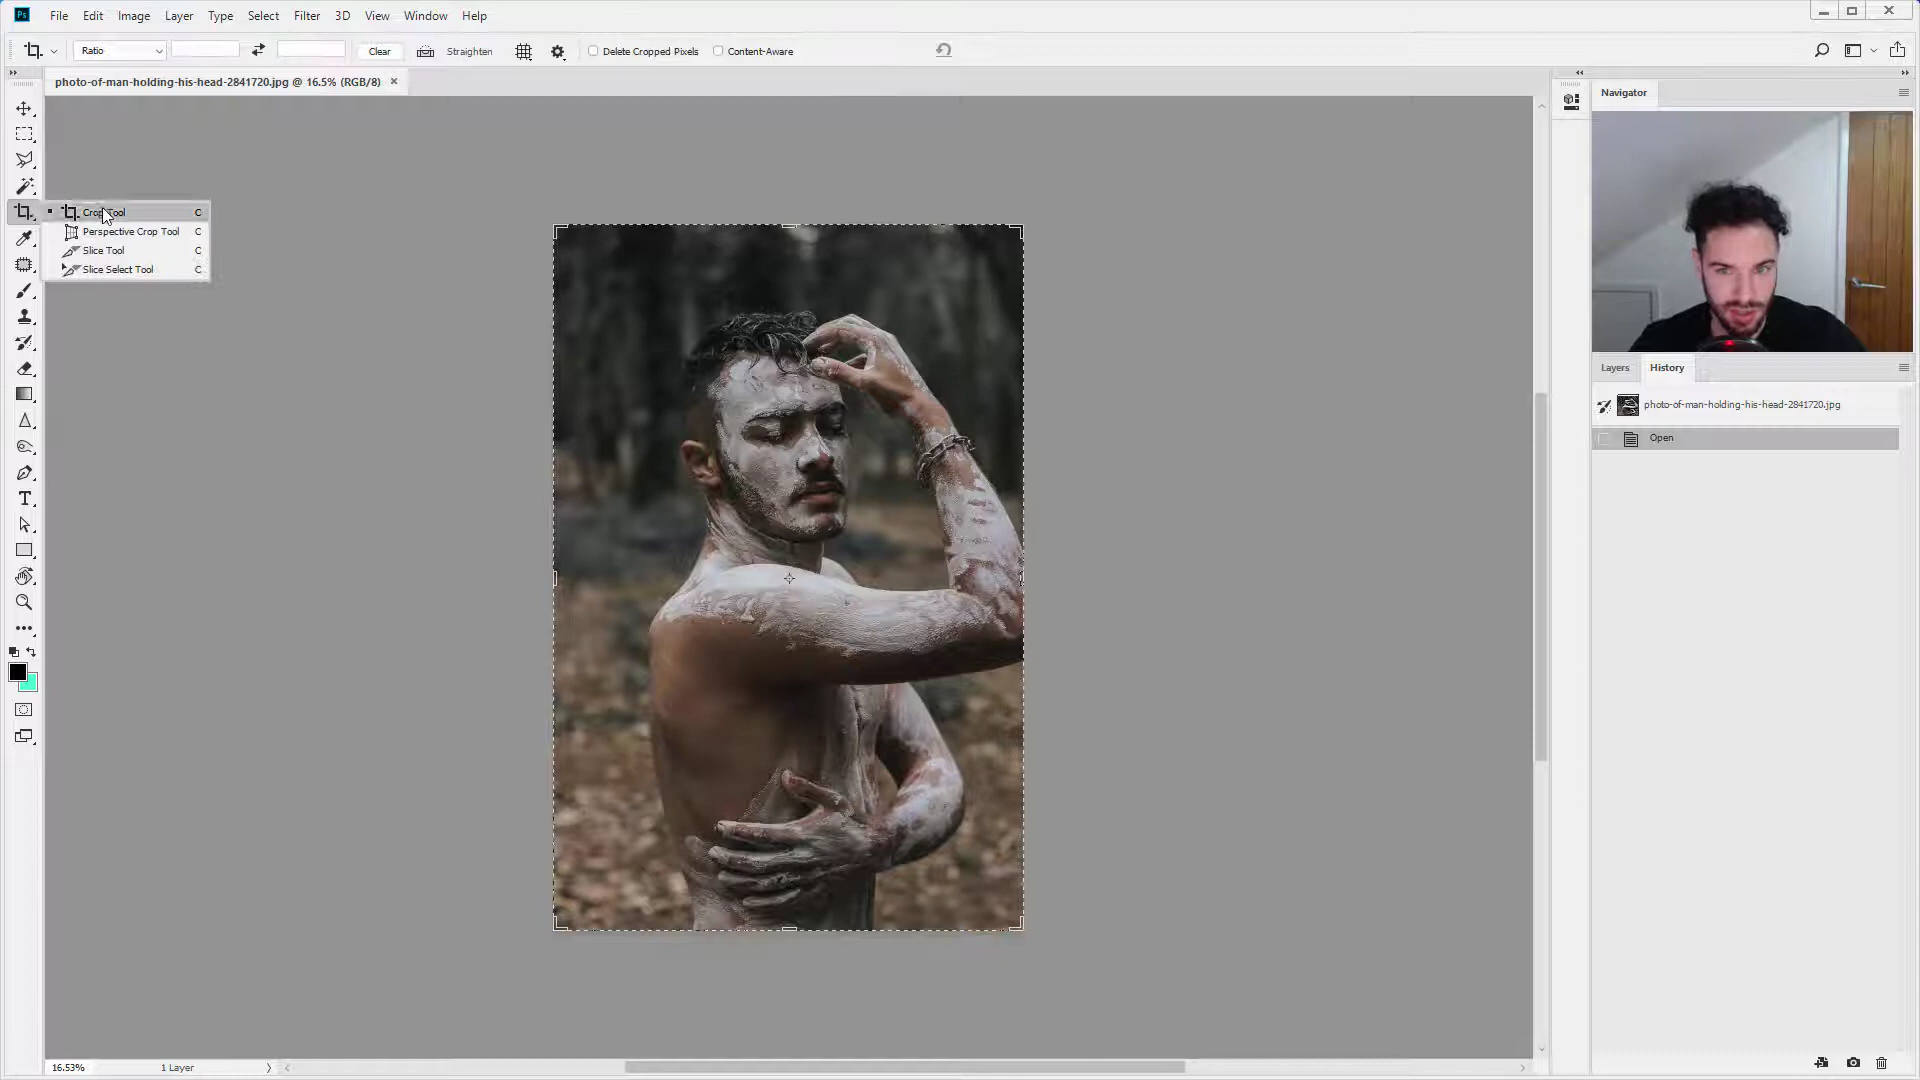 Ps File Edit Image Layer Type Select Filter 3D View Window Help
Ratio Clear Straighten Delete Cropped Pixels Content-Aware
photo-of-man-holding-his-head-2841720.jpg @ 16.5% (RGB/8)
Navigator
Crop Tool C
Perspective Crop Tool C
Slice Tool C
Slice Select Tool C
Layers History
photo-of-man-holding-his-head-2841720.jpg
Open
16.53% 1 Layer